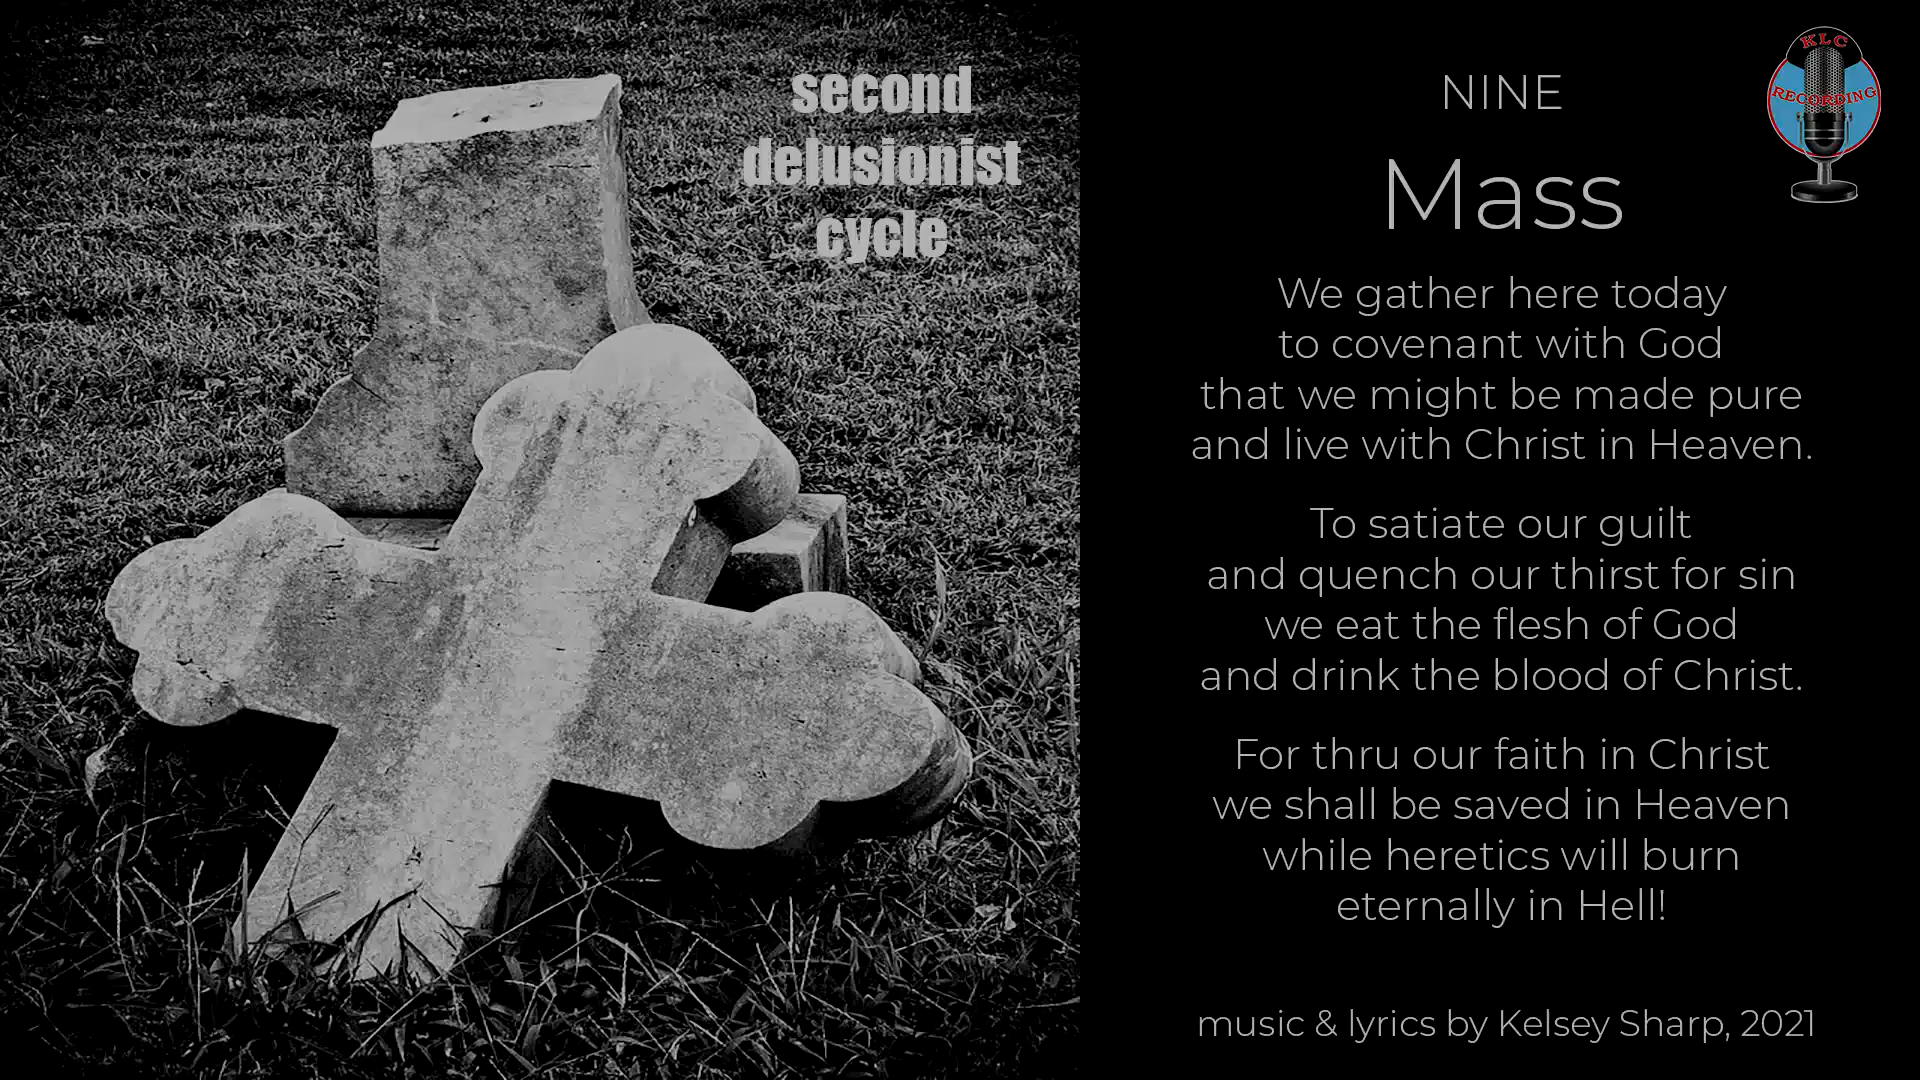 second
delusionist
cycle
NINE
Mass
We gather here today
to covenant with God
that we might be made pure
and live with Christ in Heaven.
To satiate our guilt
and quench our thirst for sin
we eat the flesh of God
and drink the blood of Christ.
For thru our faith in Christ
we shall be saved in Heaven
while heretics will burn
eternally in Hell!
music & lyrics by Kelsey Sharp, 2021
KLC
RECORDING